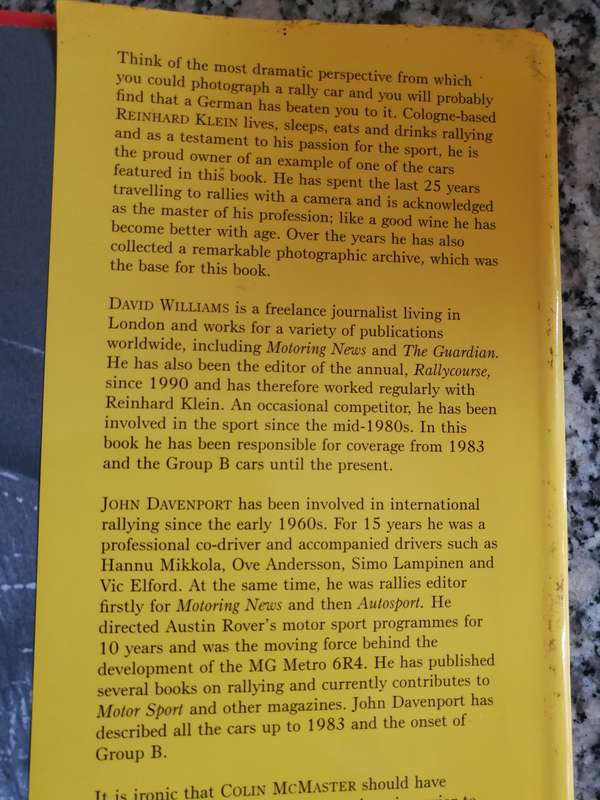 Think of the most dramatic perspective from which
you could photograph a rally car and you will probably
find that a German has beaten you to it. Cologne-based
REINHARD KLEIN lives, sleeps, eats and drinks rallying
and as a testament to his passion for the sport, he is
the proud owner of an example of one of the cars
featured in this book. He has spent the last 25 years
travelling to rallies with a camera and is acknowledged
as the master of his profession; like a good wine he has
become better with age. Over the years he has also
collected a remarkable photographic archive, which was
the base for this book.
DAVID WILLIAMS is a freelance journalist living in
London and works for a variety of publications
worldwide, including Motoring News and The Guardian.
He has also been the editor of the annual, Rallycourse,
since 1990 and has therefore worked regularly with
Reinhard Klein. An occasional competitor, he has been
involved in the sport since the mid-1980s. In this
book he has been responsible for coverage from 1983
and the Group B cars until the present.
JOHN DAVENPORT has been involved in international
rallying since the early 1960s. For 15 years he was a
professional co-driver and accompanied drivers such as
Hannu Mikkola, Ove Andersson, Simo Lampinen and
Vic Elford. At the same time, he was rallies editor
firstly for Motoring News and then Autosport. He
directed Austin Rover's motor sport programmes for
10 years and was the moving force behind the
development of the MG Metro 6R4. He has published
several books on rallying and currently contributes to
Motor Sport and other magazines. John Davenport has
described all the cars up to 1983 and the onset of
Group B.
It is ironic that COLIN MCMASTER should have